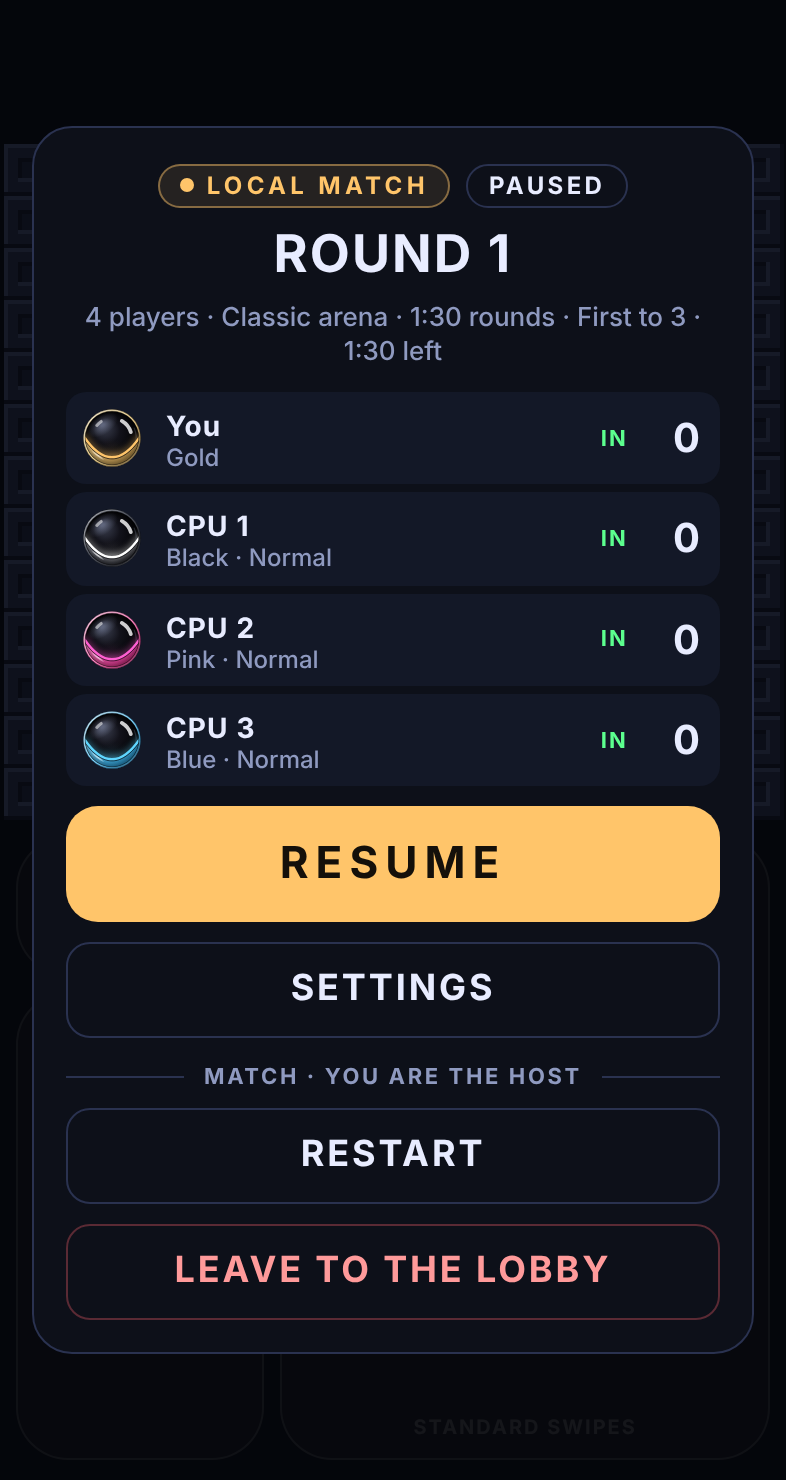 LOCAL MATCH
PAUSED
ROUND 1
4 players · Classic arena · 1:30 rounds · First to 3 ·
1:30 left
You
Gold
IN
0
CPU 1
Black · Normal
IN
0
CPU 2
Pink · Normal
IN
0
CPU 3
Blue · Normal
IN
0
RESUME
SETTINGS
MATCH · YOU ARE THE HOST
RESTART
LEAVE TO THE LOBBY
STANDARD SWIPES